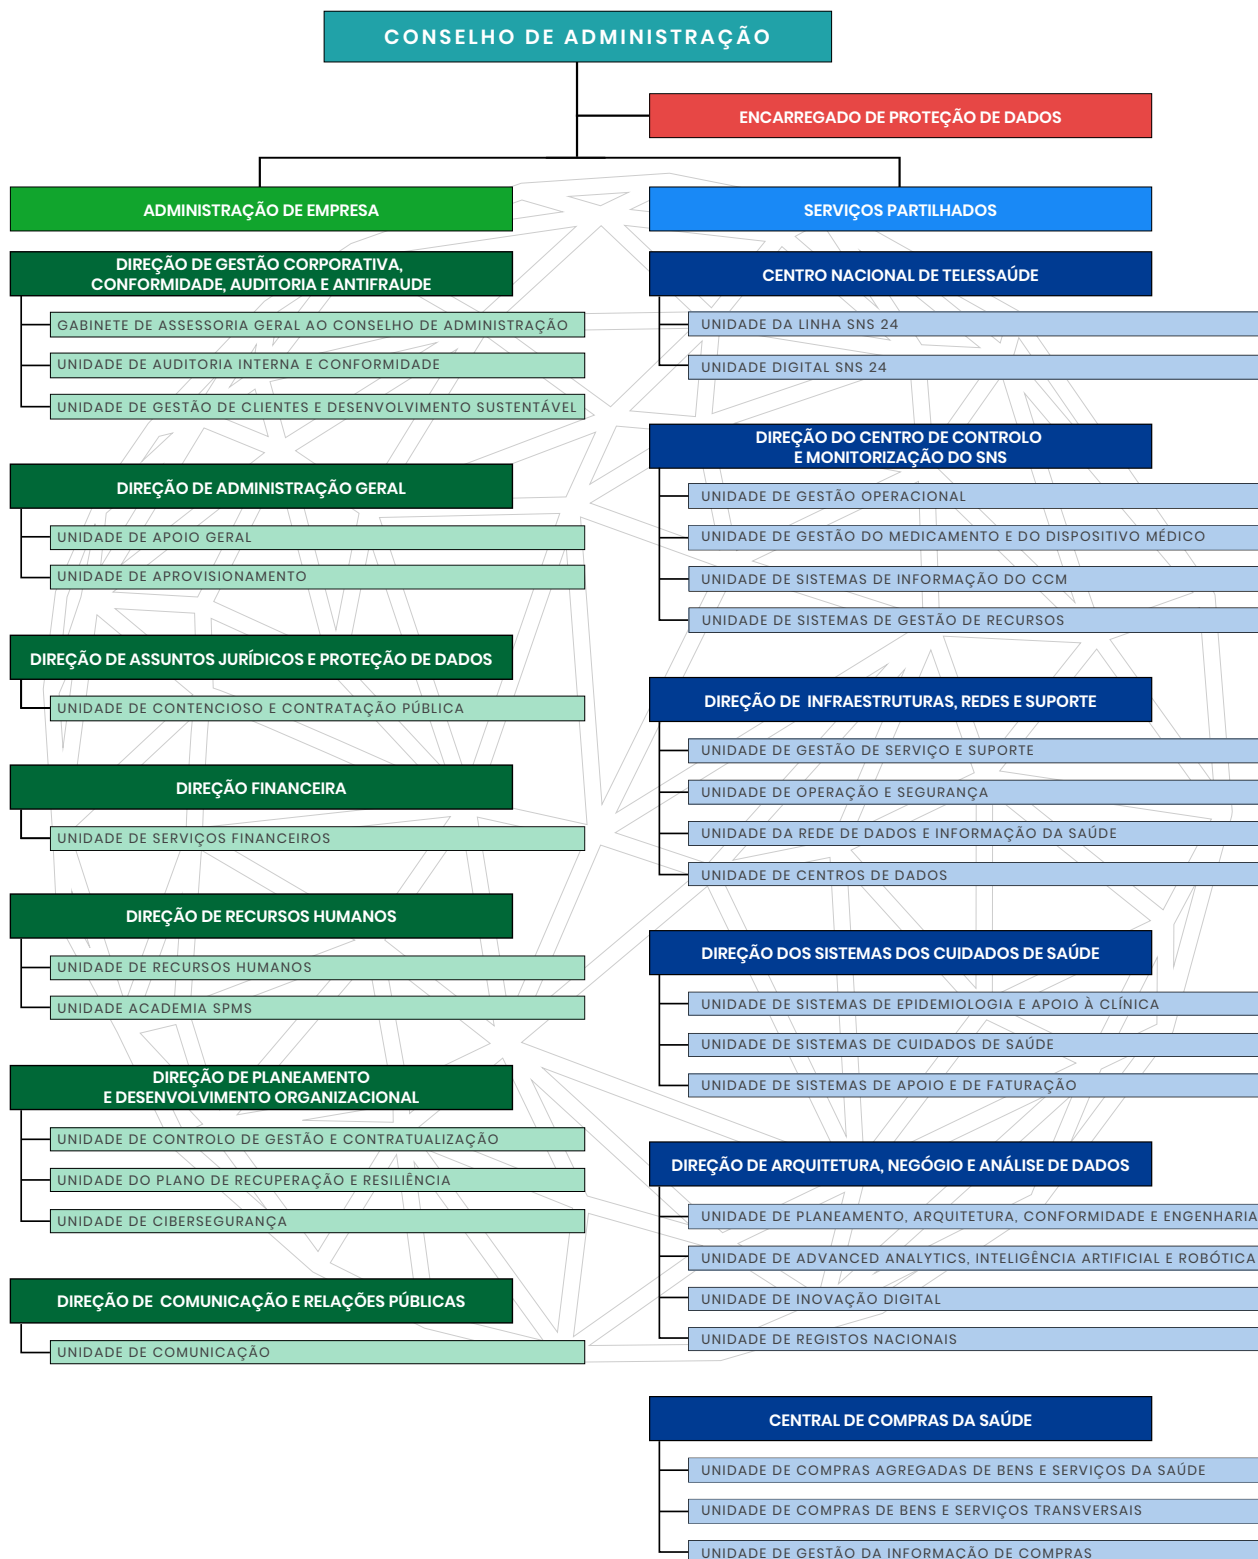 CONSELHO DE ADMINISTRAÇÃO
ENCARREGADO DE PROTEÇÃO DE DADOS
ADMINISTRAÇÃO DE EMPRESA
DIREÇÃO DE GESTÃO CORPORATIVA,
CONFORMIDADE, AUDITORIA E ANTIFRAUDE
GABINETE DE ASSESSORIA GERAL AO CONSELHO DE ADMINISTRAÇÃO
UNIDADE DE AUDITORIA INTERNA E CONFORMIDADE
UNIDADE DE GESTÃO DE CLIENTES E DESENVOLVIMENTO SUSTENTÁVEL
DIREÇÃO DE ADMINISTRAÇÃO GERAL
UNIDADE DE APOIO GERAL
UNIDADE DE APROVISIONAMENTO
DIREÇÃO DE ASSUNTOS JURÍDICOS E PROTEÇÃO DE DADOS
UNIDADE DE CONTENCIOSO E CONTRATAÇÃO PÚBLICA
DIREÇÃO FINANCEIRA
UNIDADE DE SERVIÇOS FINANCEIROS
DIREÇÃO DE RECURSOS HUMANOS
UNIDADE DE RECURSOS HUMANOS
UNIDADE ACADEMIA SPMS
DIREÇÃO DE PLANEAMENTO
E DESENVOLVIMENTO ORGANIZACIONAL
UNIDADE DE CONTROLO DE GESTÃO E CONTRATUALIZAÇÃO
UNIDADE DO PLANO DE RECUPERAÇÃO E RESILIÊNCIA
UNIDADE DE CIBERSEGURANÇA
DIREÇÃO DE COMUNICAÇÃO E RELAÇÕES PÚBLICAS
UNIDADE DE COMUNICAÇÃO
SERVIÇOS PARTILHADOS
CENTRO NACIONAL DE TELESSAÚDE
UNIDADE DA LINHA SNS 24
UNIDADE DIGITAL SNS 24
DIREÇÃO DO CENTRO DE CONTROLO
E MONITORIZAÇÃO DO SNS
UNIDADE DE GESTÃO OPERACIONAL
UNIDADE DE GESTÃO DO MEDICAMENTO E DO DISPOSITIVO MÉDICO
UNIDADE DE SISTEMAS DE INFORMAÇÃO DO CCM
UNIDADE DE SISTEMAS DE GESTÃO DE RECURSOS
DIREÇÃO DE INFRAESTRUTURAS, REDES E SUPORTE
UNIDADE DE GESTÃO DE SERVIÇO E SUPORTE
UNIDADE DE OPERAÇÃO E SEGURANÇA
UNIDADE DA REDE DE DADOS E INFORMAÇÃO DA SAÚDE
UNIDADE DE CENTROS DE DADOS
DIREÇÃO DOS SISTEMAS DOS CUIDADOS DE SAÚDE
UNIDADE DE SISTEMAS DE EPIDEMIOLOGIA E APOIO À CLÍNICA
UNIDADE DE SISTEMAS DE CUIDADOS DE SAÚDE
UNIDADE DE SISTEMAS DE APOIO E DE FATURAÇÃO
DIREÇÃO DE ARQUITETURA, NEGÓGIO E ANÁLISE DE DADOS
UNIDADE DE PLANEAMENTO, ARQUITETURA, CONFORMIDADE E ENGENHARIA
UNIDADE DE ADVANCED ANALYTICS, INTELIGÊNCIA ARTIFICIAL E ROBÓTICA
UNIDADE DE INOVAÇÃO DIGITAL
UNIDADE DE REGISTOS NACIONAIS
CENTRAL DE COMPRAS DA SAÚDE
UNIDADE DE COMPRAS AGREGADAS DE BENS E SERVIÇOS DA SAÚDE
UNIDADE DE COMPRAS DE BENS E SERVIÇOS TRANSVERSAIS
UNIDADE DE GESTÃO DA INFORMAÇÃO DE COMPRAS